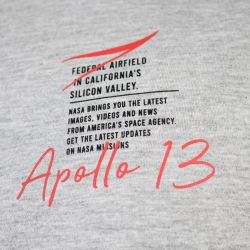 FEDERAL AIRFIELD
IN CALIFORNIA'S
SILICON VALLEY.
NASA BRINGS YOU THE LATEST
IMAGES, VIDEOS AND NEWS
FROM AMERICA'S SPACE AGENCY.
GET THE LATEST UPDATES
ON NASA MISSIONS
Apollo 13